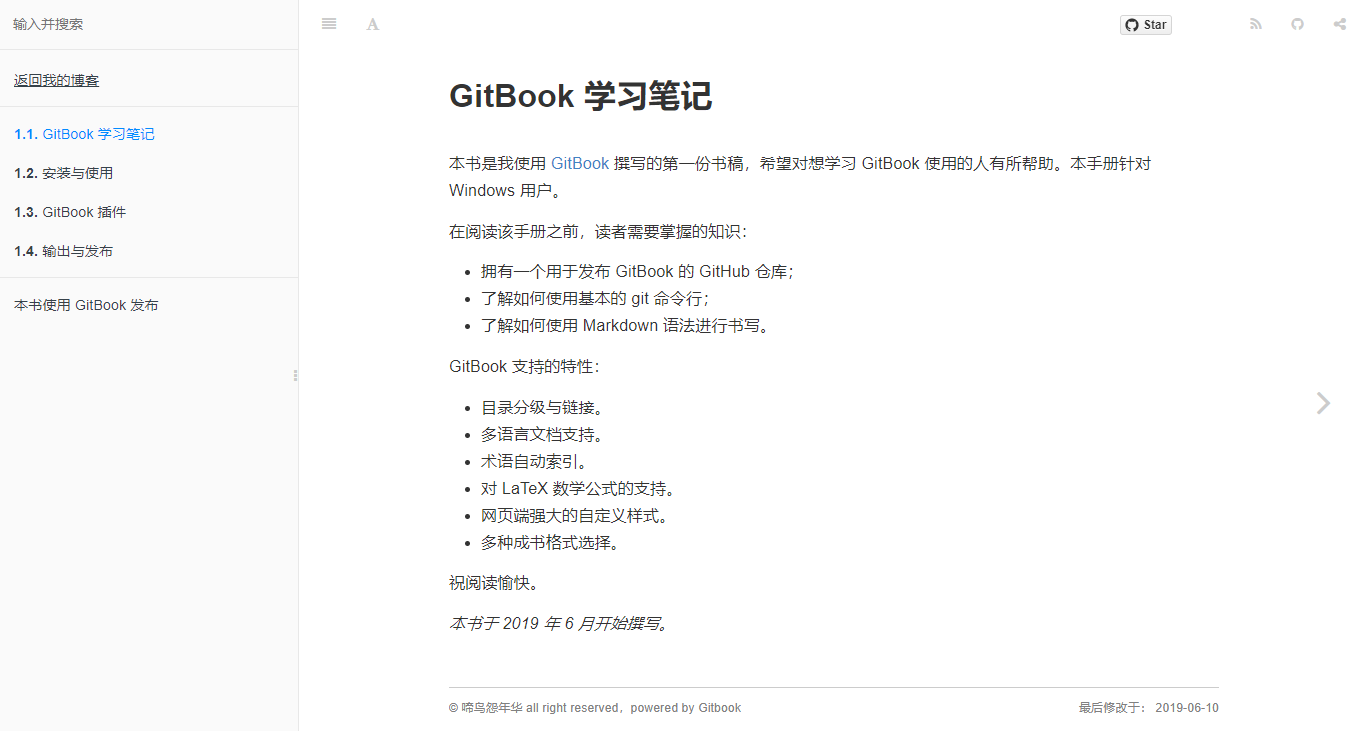 输入并搜索
返回我的博客
1.1. GitBook 学习笔记
1.2. 安装与使用
1.3. GitBook 插件
1.4. 输出与发布
本书使用 GitBook 发布
A
Star
GitBook 学习笔记
本书是我使用 GitBook 撰写的第一份书稿，希望对想学习 GitBook 使用的人有所帮助。本手册针对
Windows 用户。
在阅读该手册之前，读者需要掌握的知识：
• 拥有一个用于发布 GitBook 的 GitHub 仓库；
• 了解如何使用基本的 git 命令行；
• 了解如何使用 Markdown 语法进行书写。
GitBook 支持的特性：
• 目录分级与链接。
• 多语言文档支持。
• 术语自动索引。
• 对 LaTeX 数学公式的支持。
• 网页端强大的自定义样式。
• 多种成书格式选择。
祝阅读愉快。
本书于 2019 年 6 月开始撰写。
© 啼鸟怨年华 all right reserved，powered by Gitbook
最后修改于： 2019-06-10